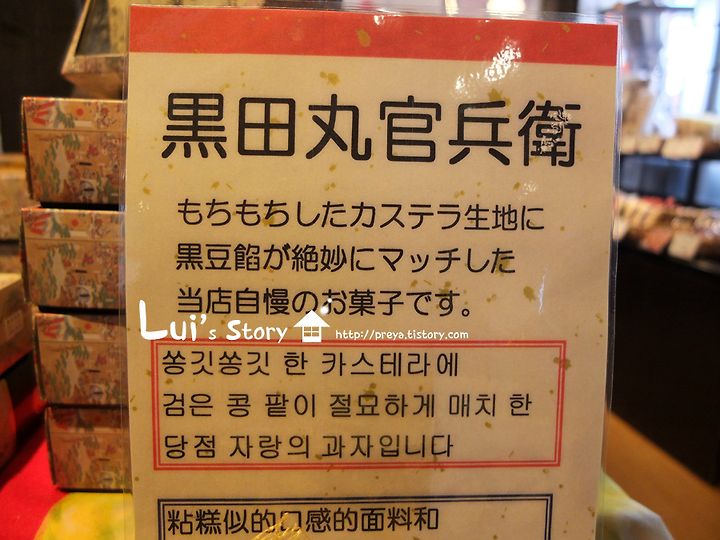 黒田丸官兵衛
もちもちしたカステラ生地に
黒豆餡が絶妙にマッチした
当店自慢のお菓子です。
Lui's Story http://preya.tistory.com
쫑깃쫑깃 한 카스테라에
검은 콩 팥이 절묘하게 매치 한
당점 자랑의 과자입니다
粘糕似的口感的面料和